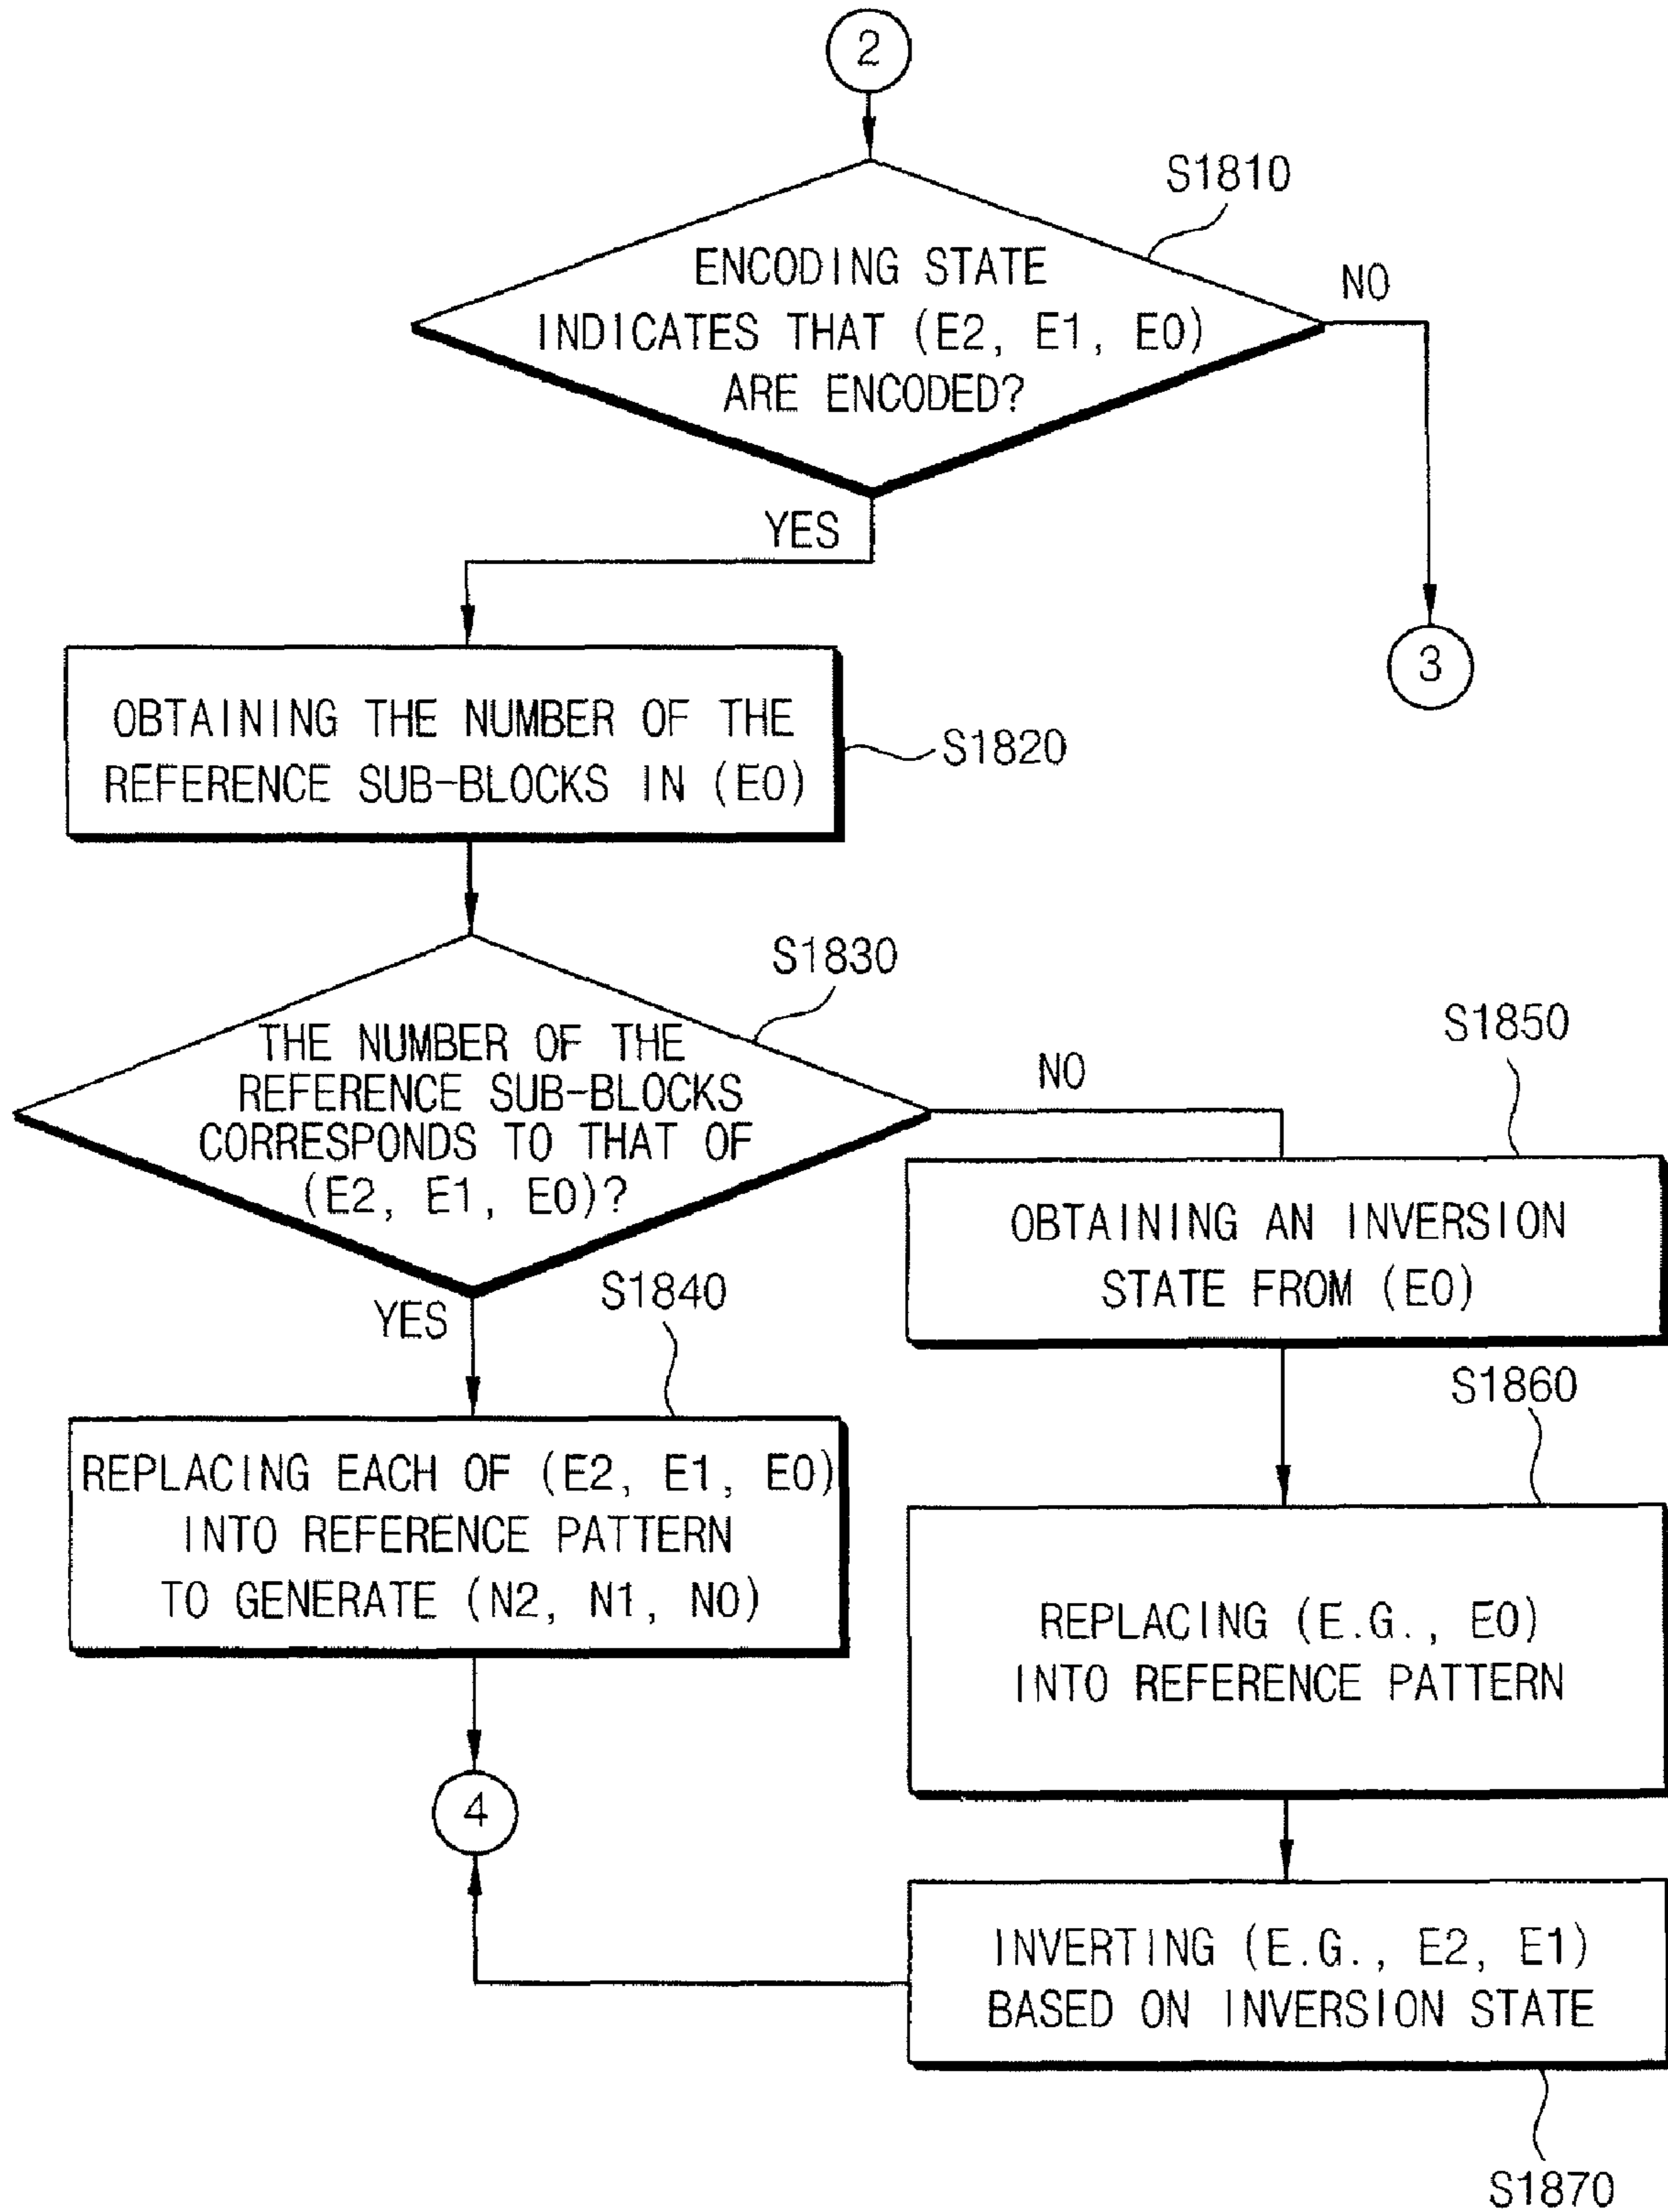 2
S1810
ENCODING STATE
INDICATES THAT (E2, E1, E0)
ARE ENCODED?
NO
YES
3
OBTAINING THE NUMBER OF THE
REFERENCE SUB-BLOCKS IN (E0)
S1820
S1830
THE NUMBER OF THE
REFERENCE SUB-BLOCKS
CORRESPONDS TO THAT OF
(E2, E1, E0)?
NO
YES
S1840
REPLACING EACH OF (E2, E1, E0)
INTO REFERENCE PATTERN
TO GENERATE (N2, N1, N0)
4
S1850
OBTAINING AN INVERSION
STATE FROM (E0)
S1860
REPLACING (E.G., E0)
INTO REFERENCE PATTERN
INVERTING (E.G., E2, E1)
BASED ON INVERSION STATE
S1870